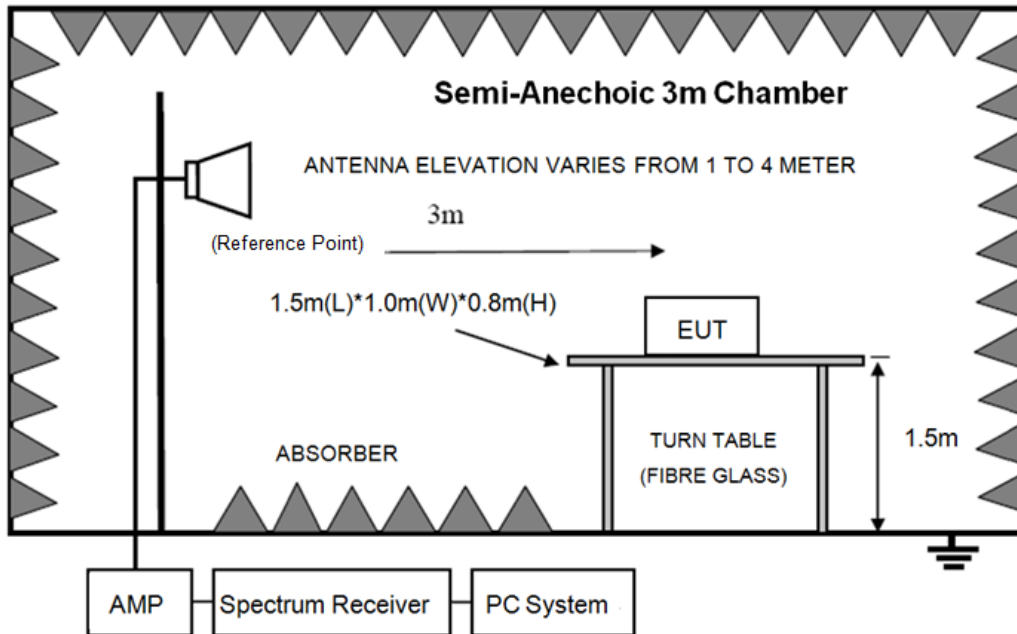 Semi-Anechoic 3m Chamber
ANTENNA ELEVATION VARIES FROM 1 TO 4 METER
3m
(Reference Point)
1.5m(L)*1.0m(W)*0.8m(H)
EUT
1.5m
TURN TABLE
(FIBRE GLASS)
ABSORBER
AMP
Spectrum Receiver
PC System